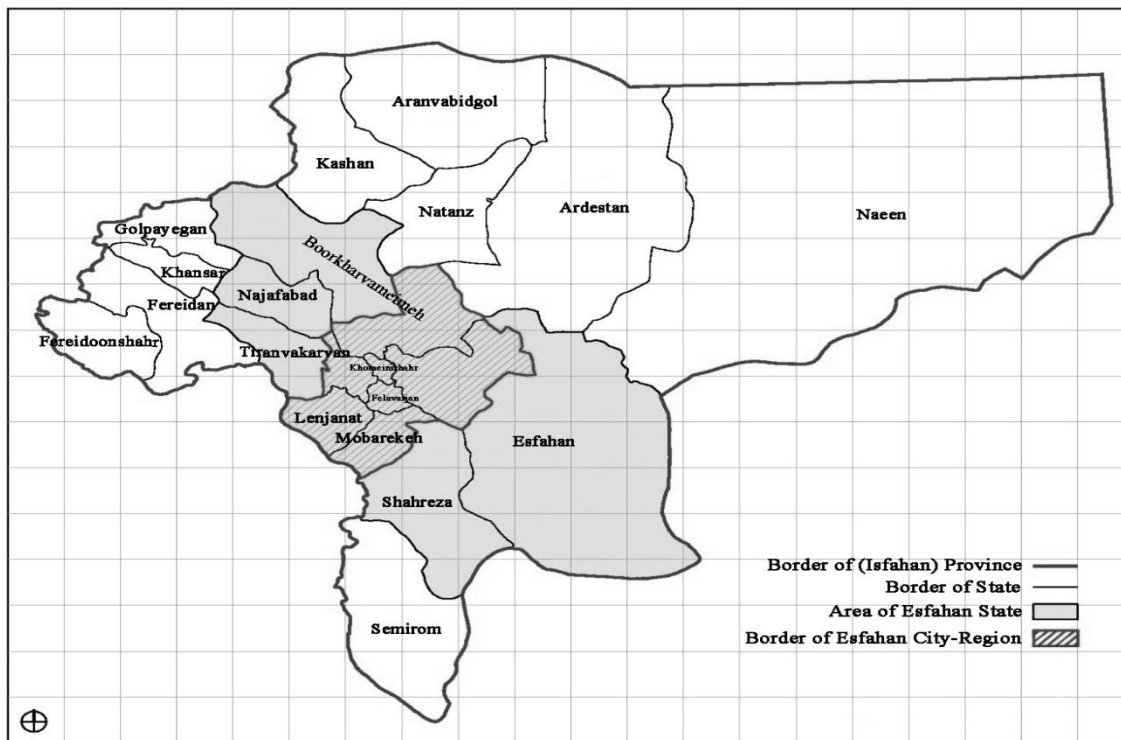 Aranvabidgol
Kashan
Natanz
Ardestan
Naeen
Golpayegan
Boorkharvameimeh
Khansar
Najafabad
Fereidan
Fereidoonshahr
Tiranvakaryan
Khomeinishahr
Felavarjan
Lenjanat
Mobarekeh
Esfahan
Shahreza
Semirom
Border of (Isfahan) Province
Border of State
Area of Esfahan State
Border of Esfahan City-Region